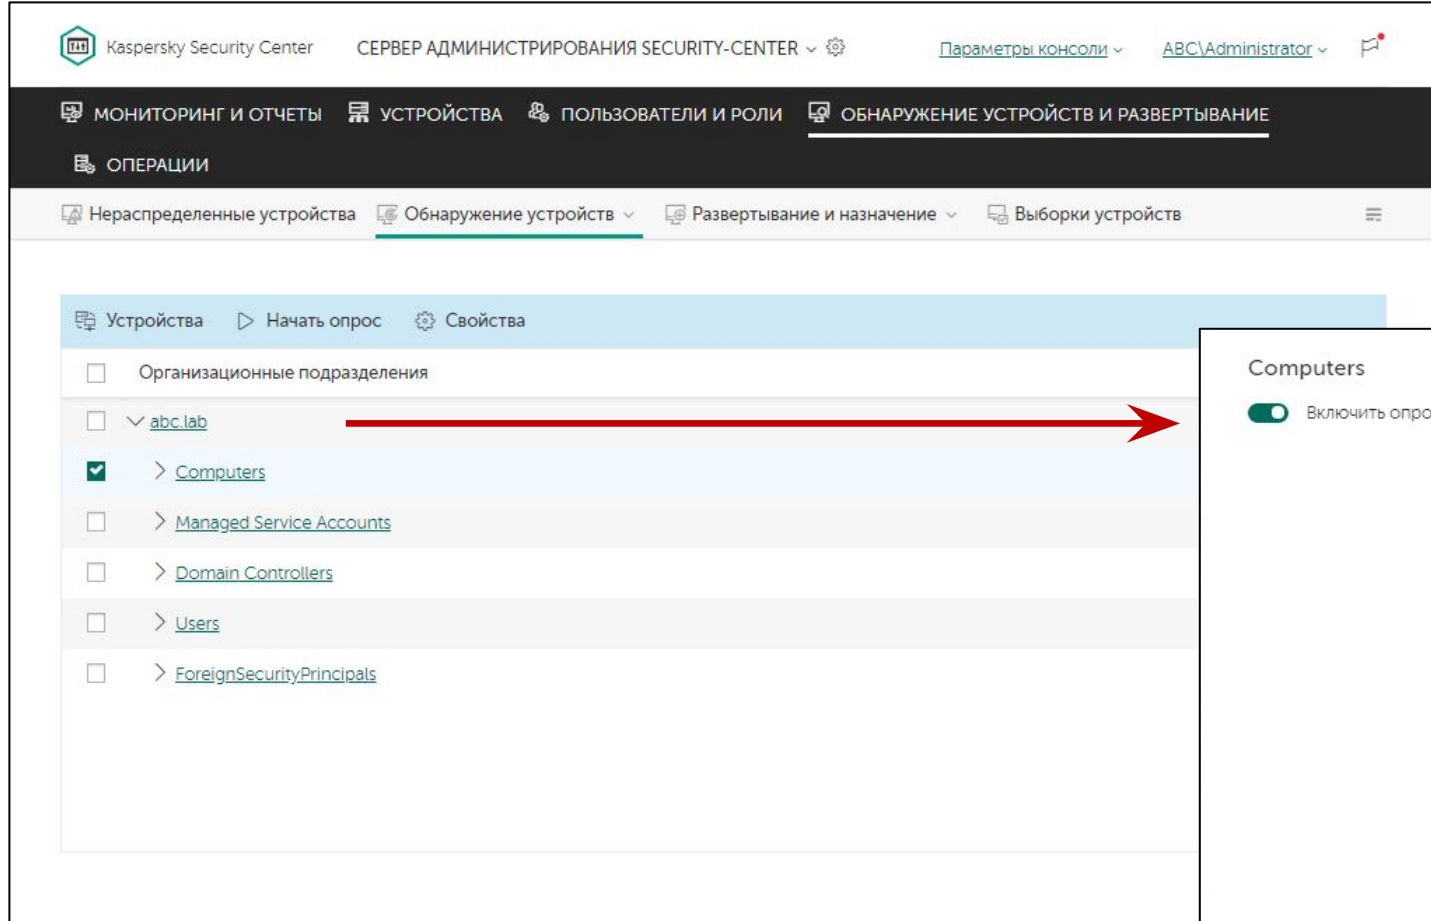 Kaspersky Security Center СЕРВЕР АДМИНИСТРИРОВАНИЯ SECURITY-CENTER Параметры консоли ABC\Administrator
МОНИТОРИНГ И ОТЧЕТЫ УСТРОЙСТВА ПОЛЬЗОВАТЕЛИ И РОЛИ ОБНАРУЖЕНИЕ УСТРОЙСТВ И РАЗВЕРТЫВАНИЕ
ОПЕРАЦИИ
Нераспределенные устройства Обнаружение устройств Развертывание и назначение Выборки устройств
Устройства Начать опрос Свойства
Организационные подразделения
abc.lab
Computers
Managed Service Accounts
Domain Controllers
Users
ForeignSecurityPrincipals
Computers
Включить опро